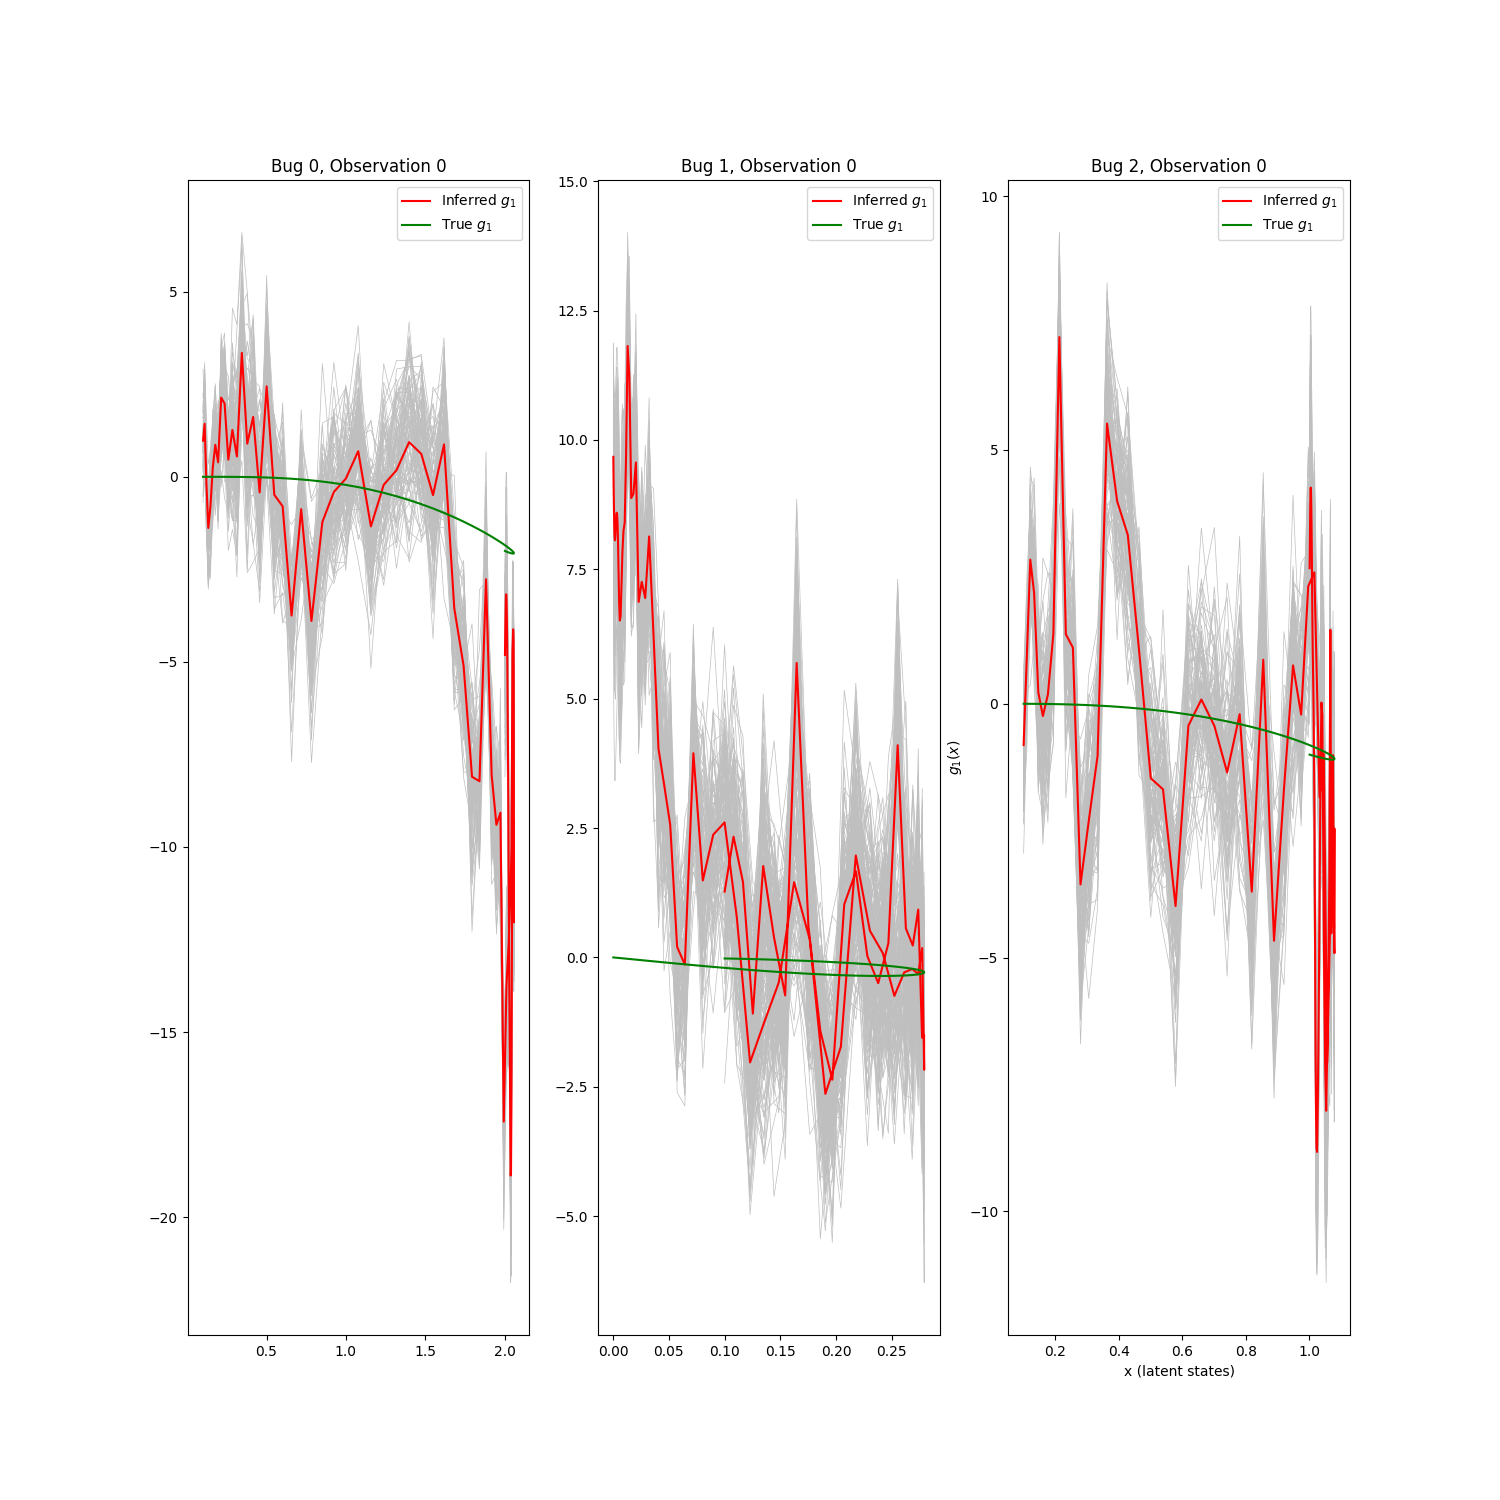 Bug 0, Observation 0
Inferred g₁
True g₁
5
0
−5
−10
−15
−20
0.5 1.0 1.5 2.0
Bug 1, Observation 0
Inferred g₁
True g₁
15.0
12.5
10.0
7.5
5.0
2.5
0.0
−2.5
−5.0
0.00 0.05 0.10 0.15 0.20 0.25
Bug 2, Observation 0
Inferred g₁
True g₁
g₁(x)
10
5
0
−5
−10
0.2 0.4 0.6 0.8 1.0
x (latent states)